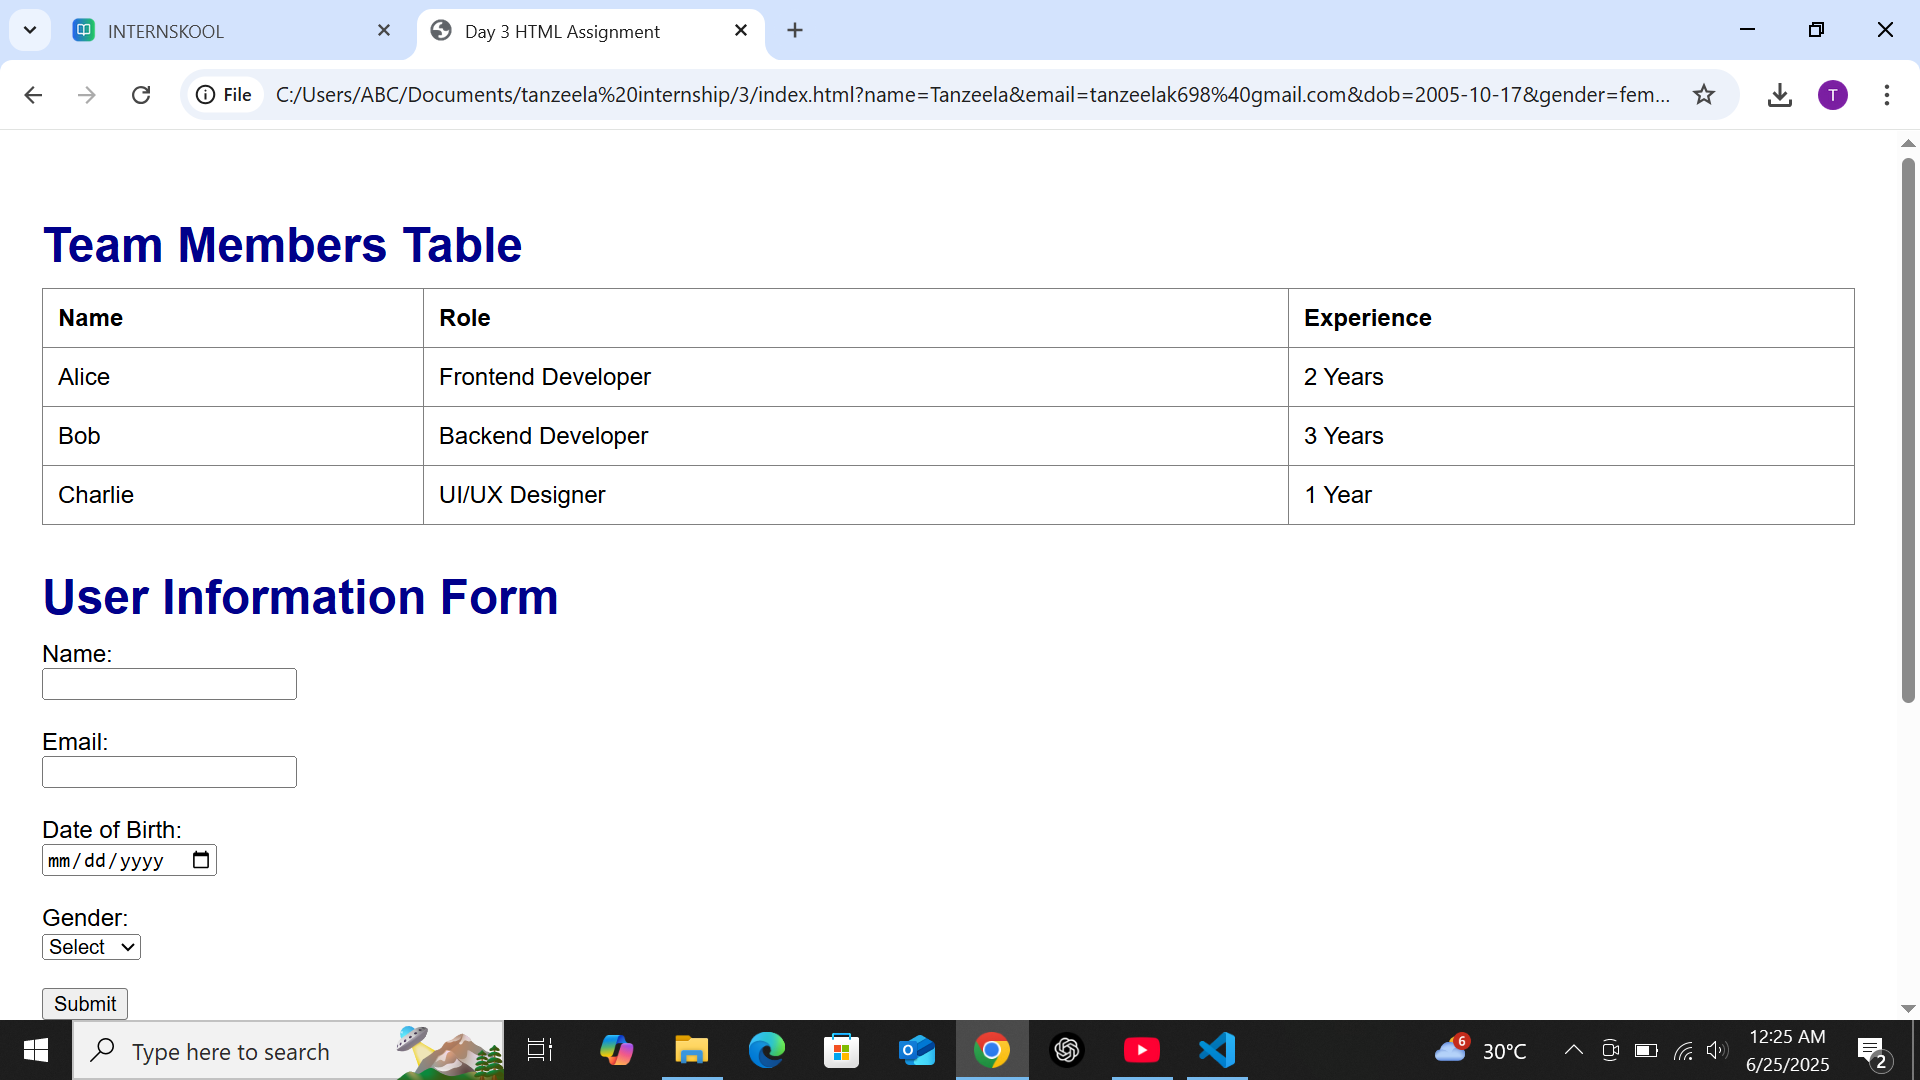 INTERNSKOOL
Day 3 HTML Assignment
File
C:/Users/ABC/Documents/tanzeela%20internship/3/index.html?name=Tanzeela&email=tanzeelak698%40gmail.com&dob=2005-10-17&gender=fem...
T
Team Members Table
Name Role Experience
Alice Frontend Developer 2 Years
Bob Backend Developer 3 Years
Charlie UI/UX Designer 1 Year
User Information Form
Name:
Email:
Date of Birth:
mm/dd/yyyy
Gender:
Select
Submit
Type here to search
6
30°C
12:25 AM
6/25/2025
2